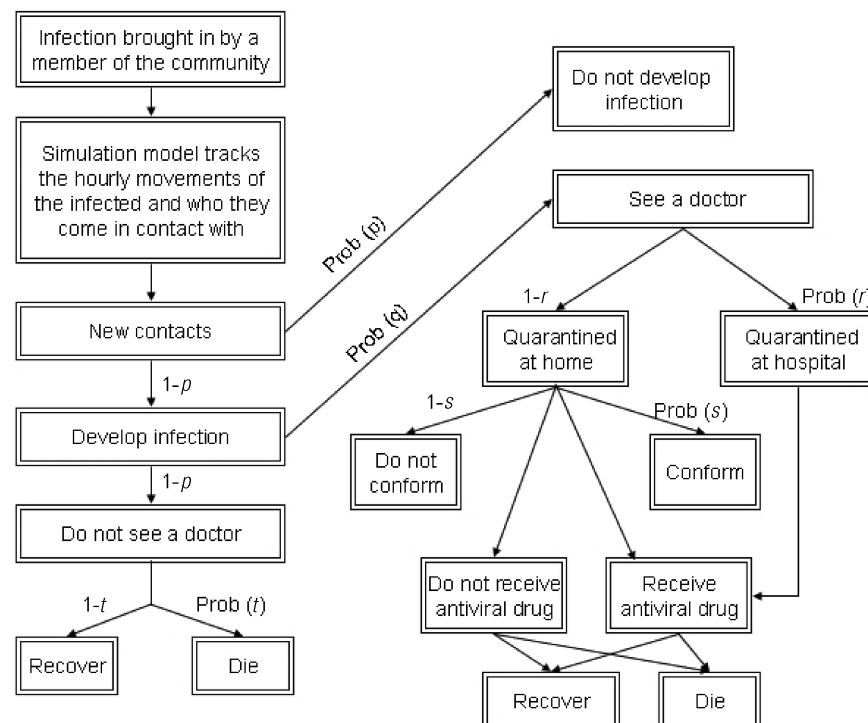 Infection brought in by a
member of the community
Simulation model tracks
the hourly movements of
the infected and who they
come in contact with
New contacts
1-p
Develop infection
1-p
Do not see a doctor
1-t
Prob (t)
Recover
Die
Prob (p)
Do not develop
infection
Prob (q)
See a doctor
1-r
Prob (r)
Quarantined
at home
Quarantined
at hospital
1-s
Prob (s)
Do not
conform
Conform
Do not receive
antiviral drug
Receive
antiviral drug
Recover
Die